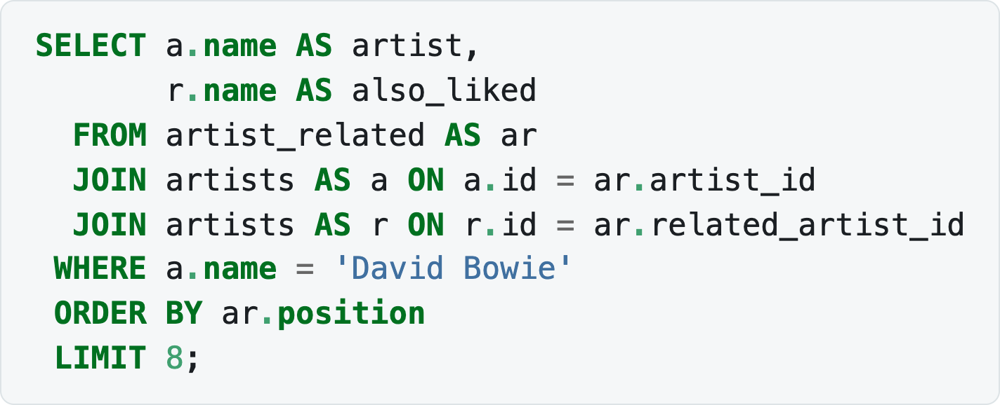 SELECT a.name AS artist,
       r.name AS also_liked
  FROM artist_related AS ar
  JOIN artists AS a ON a.id = ar.artist_id
  JOIN artists AS r ON r.id = ar.related_artist_id
 WHERE a.name = 'David Bowie'
 ORDER BY ar.position
 LIMIT 8;